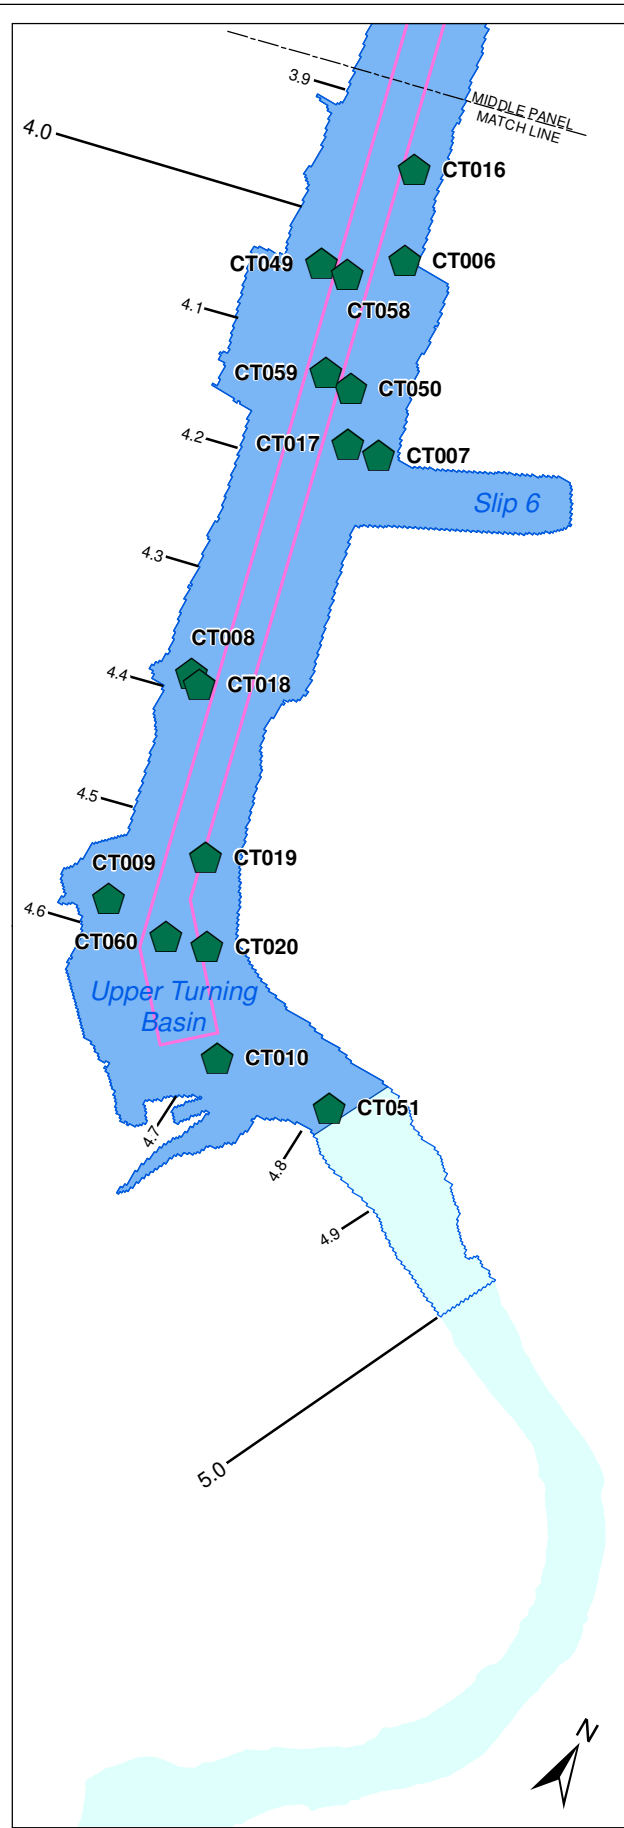 3.9
MIDDLE PANEL
MATCH LINE
4.0
CT016
CT049
CT006
CT058
4.1
CT059
CT050
4.2
CT017
CT007
Slip 6
4.3
CT008
4.4
CT018
4.5
CT009
CT019
4.6
CT060
CT020
Upper Turning
Basin
CT010
CT051
4.7
4.8
4.9
5.0
N